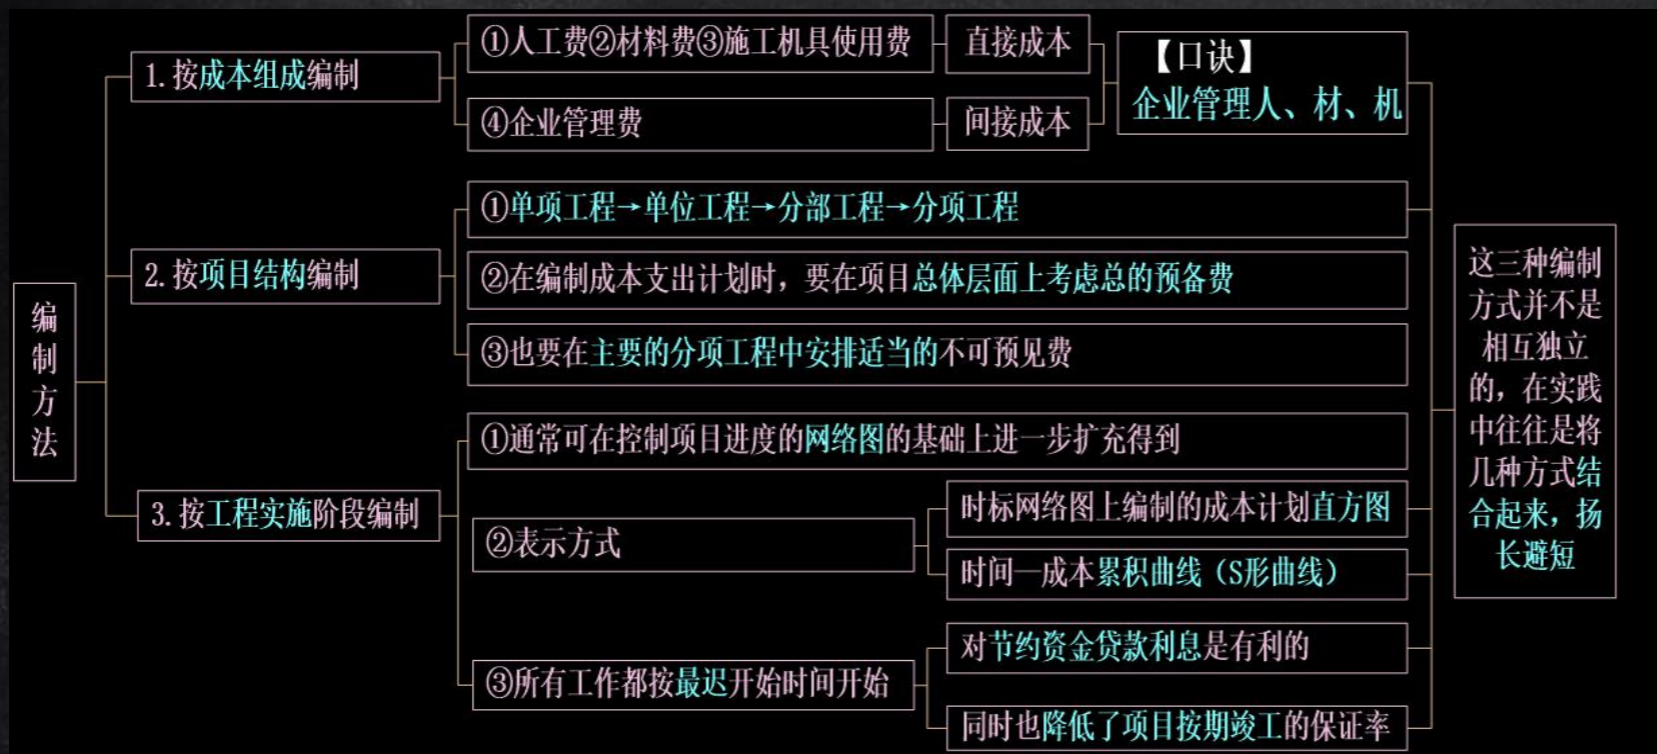 编
制
方
法
1.按成本组成编制
①人工费②材料费③施工机具使用费
直接成本
④企业管理费
间接成本
【口诀】
企业管理人、材、机
2.按项目结构编制
①单项工程→单位工程→分部工程→分项工程
②在编制成本支出计划时，要在项目总体层面上考虑总的预备费
③也要在主要的分项工程中安排适当的不可预见费
3.按工程实施阶段编制
①通常可在控制项目进度的网络图的基础上进一步扩充得到
②表示方式
时标网络图上编制的成本计划直方图
时间—成本累积曲线（S形曲线）
③所有工作都按最迟开始时间开始
对节约资金贷款利息是有利的
同时也降低了项目按期竣工的保证率
这三种编制
方式并不是
相互独立
的，在实践
中往往是将
几种方式结
合起来，扬
长避短